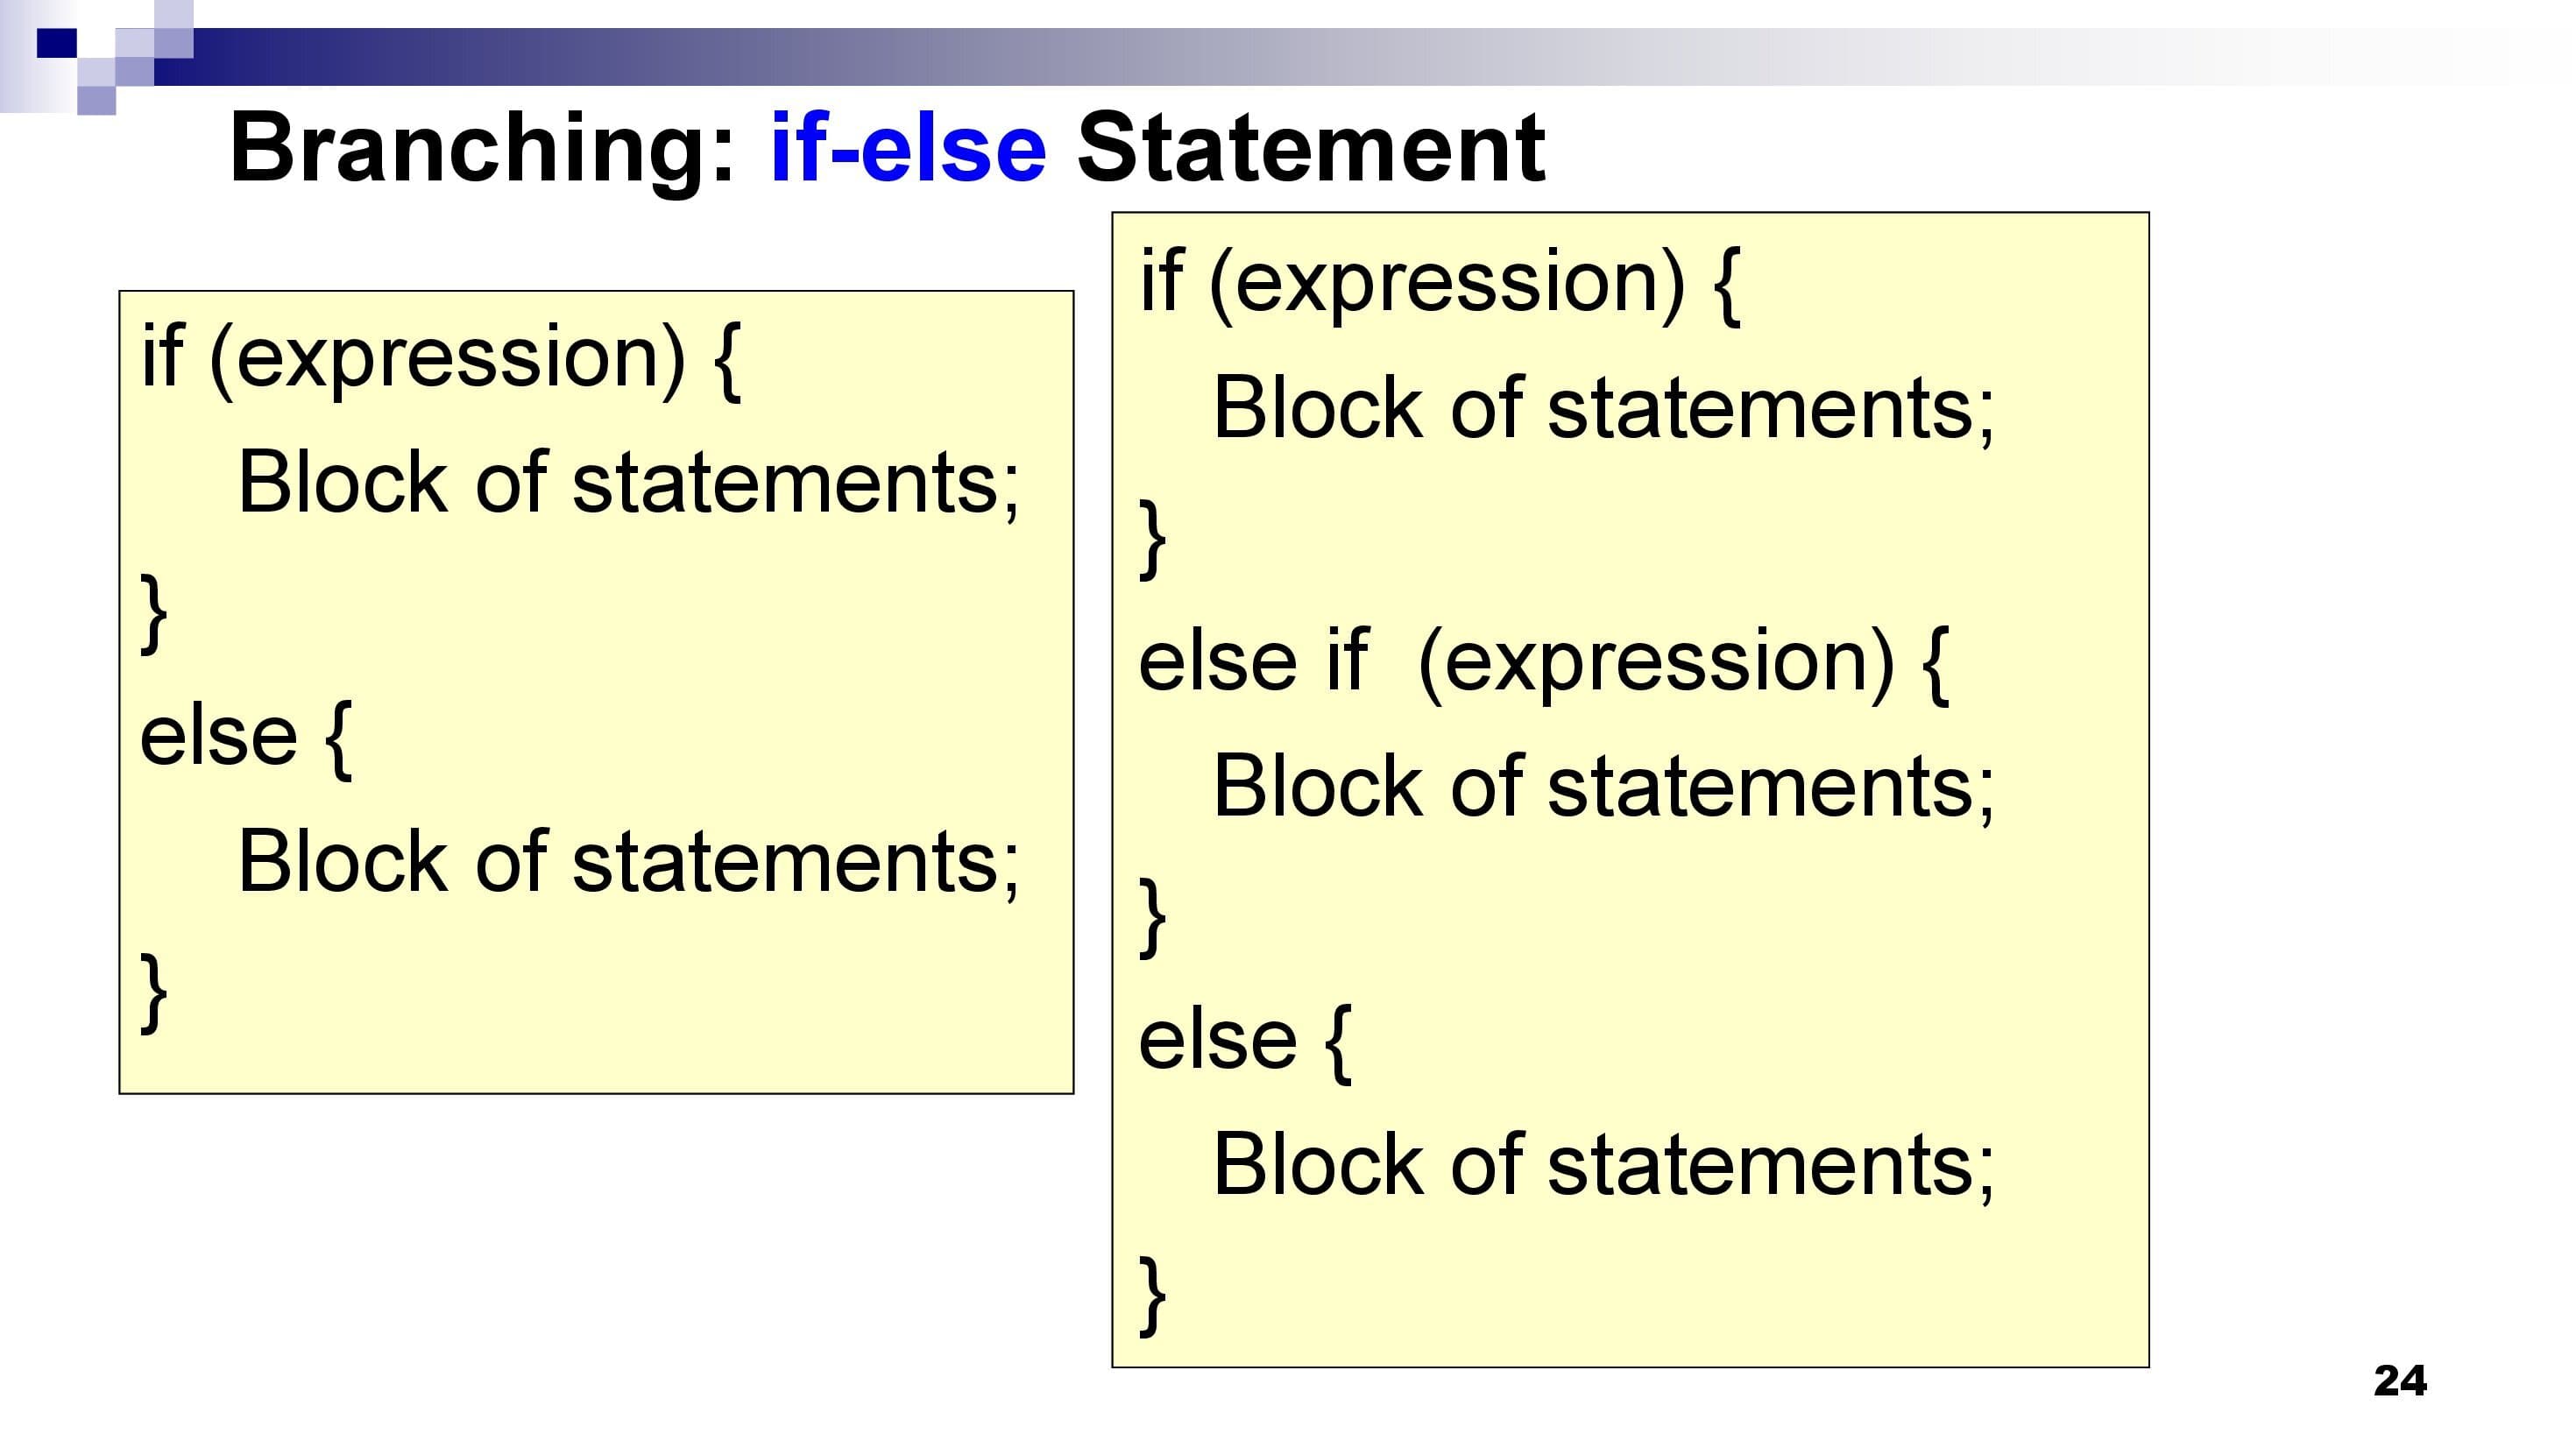 Branching: if-else Statement
if (expression) {
Block of statements;
}
else {
Block of statements;
}
if (expression) {
Block of statements;
}
else if  (expression) {
Block of statements;
}
else {
Block of statements;
}
24